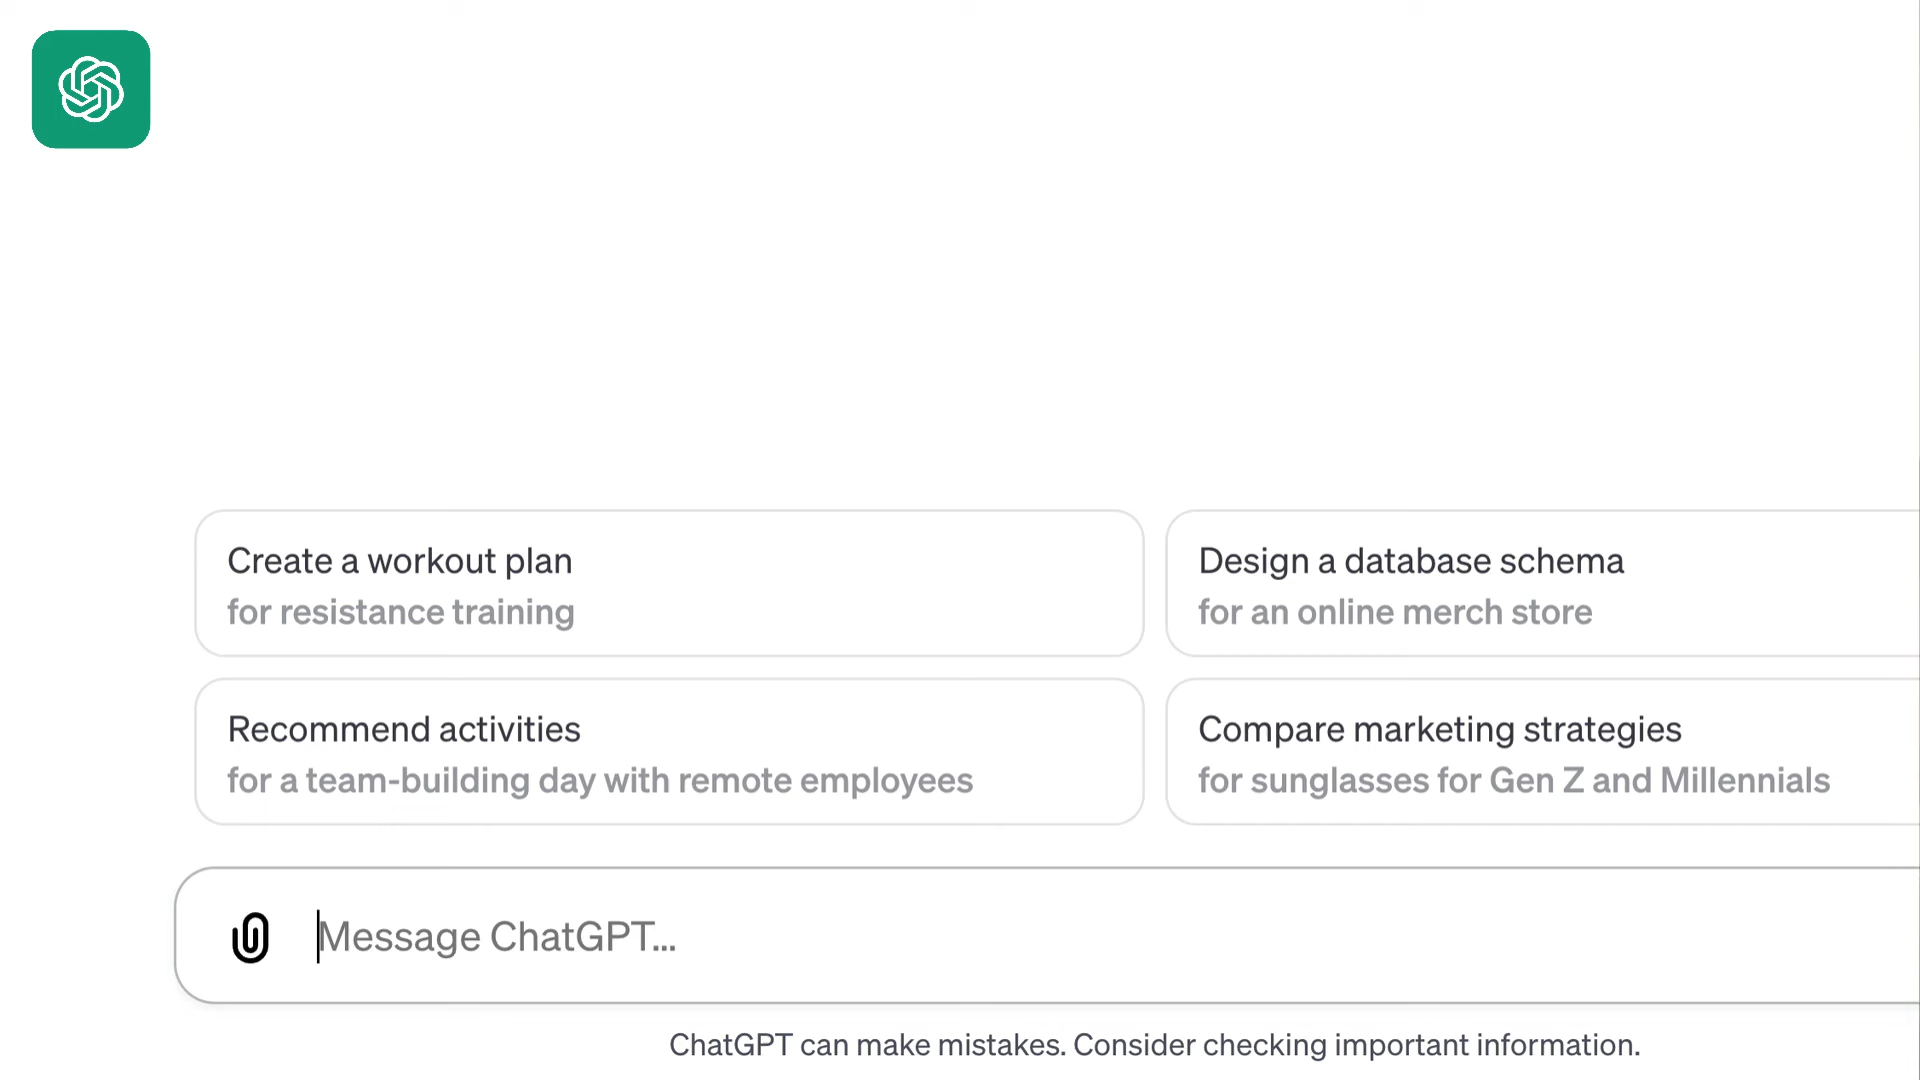 Create a workout plan
for resistance training
Design a database schema
for an online merch store
Recommend activities
for a team-building day with remote employees
Compare marketing strategies
for sunglasses for Gen Z and Millennials
Message ChatGPT...
ChatGPT can make mistakes. Consider checking important information.